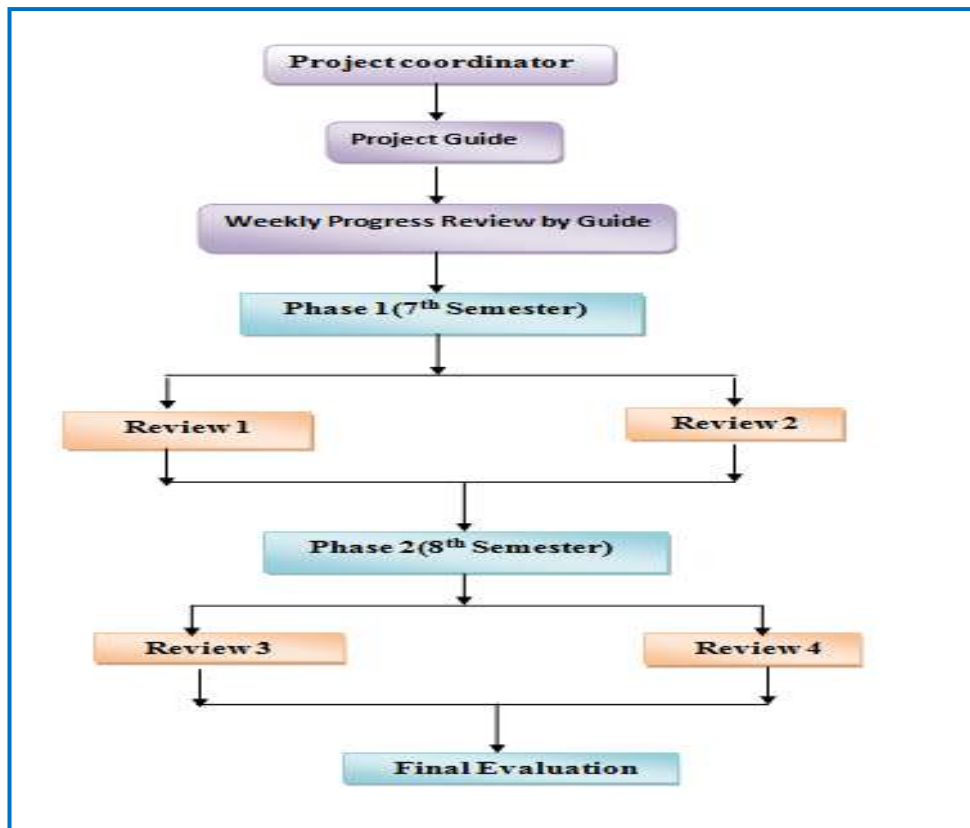 Project coordinator
Project Guide
Weekly Progress Review by Guide
Phase 1(7th Semester)
Review 1
Review 2
Phase 2(8th Semester)
Review 3
Review 4
Final Evaluation